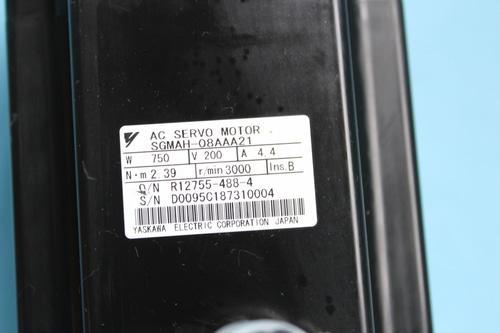 AC SERVO MOTOR
SGMAH-08AAA21
W 750 V 200 A 4.4
N·m 2.39 r/min 3000 Ins. B
O/N R12755-488-4
S/N D0095C187310004
YASKAWA ELECTRIC CORPORATION JAPAN